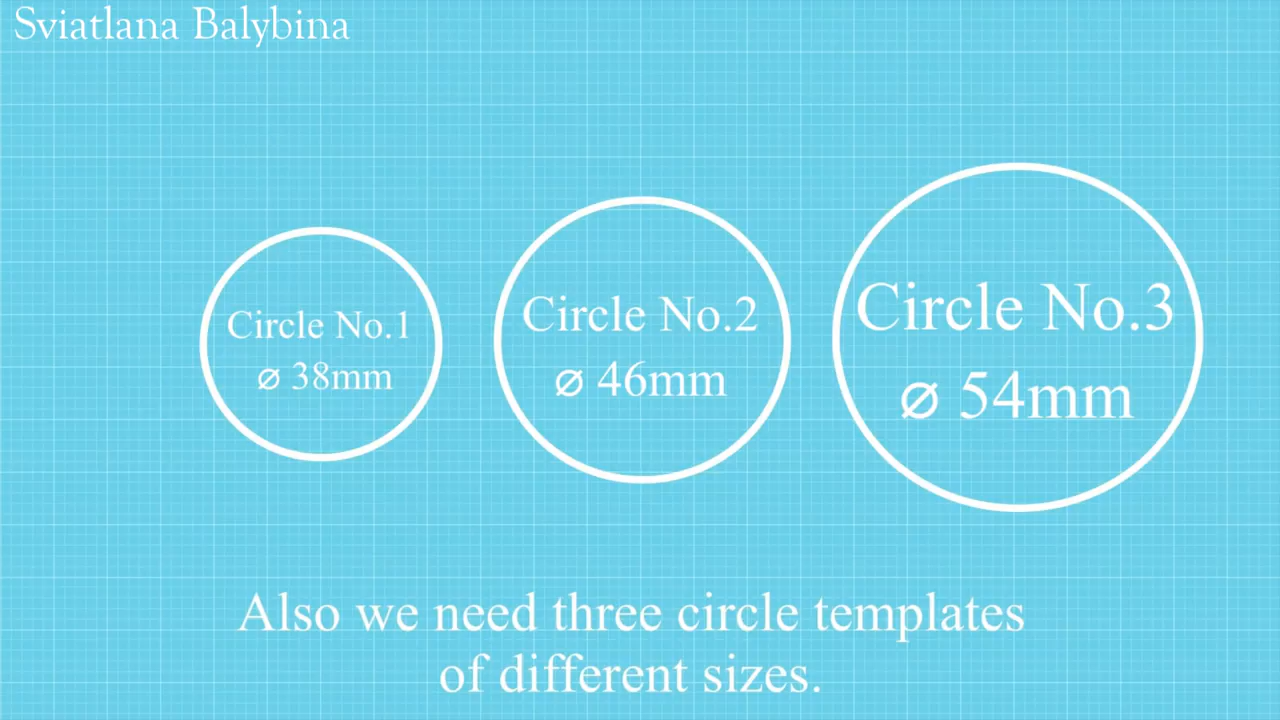 Sviatlana Balybina
Circle No.1
⌀ 38mm
Circle No.2
⌀ 46mm
Circle No.3
⌀ 54mm
Also we need three circle templates
of different sizes.